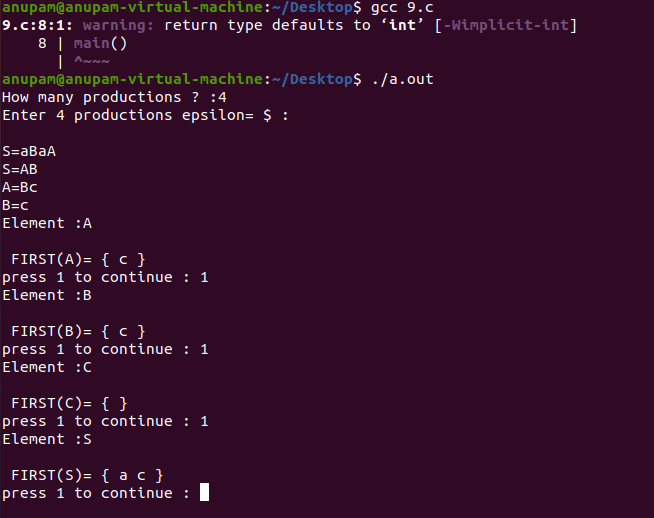 anupam@anupam-virtual-machine:~/Desktop$ gcc 9.c
9.c:8:1: warning: return type defaults to ‘int’ [-Wimplicit-int]
    8 | main()
      | ^~~~
anupam@anupam-virtual-machine:~/Desktop$ ./a.out
How many productions ? :4
Enter 4 productions epsilon= $ :
S=aBaA
S=AB
A=Bc
B=c
Element :A
 FIRST(A)= { c }
press 1 to continue : 1
Element :B
 FIRST(B)= { c }
press 1 to continue : 1
Element :C
 FIRST(C)= { }
press 1 to continue : 1
Element :S
 FIRST(S)= { a c }
press 1 to continue :